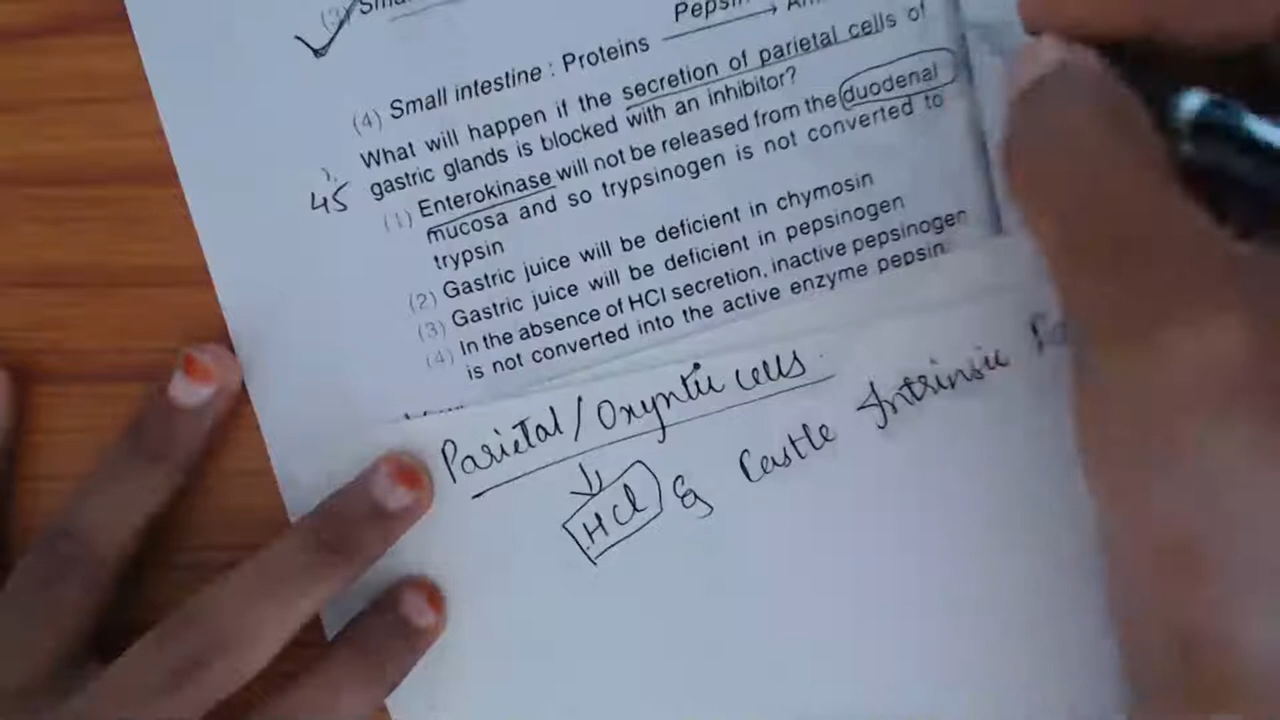 Sma
(4) Small intestine : Proteins
What will happen if the secretion of parietal cells of
gastric glands is blocked with an inhibitor?
45
(1) Enterokinase will not be released from the duodenal
mucosa and so trypsinogen is not converted to
trypsin
(2) Gastric juice will be deficient in chymosin
(3) Gastric juice will be deficient in pepsinogen
(4) In the absence of HCl secretion, inactive pepsinogen
is not converted into the active enzyme pepsin.
Parietal/Oxyntic cells
HCl & Castle Intrinsic